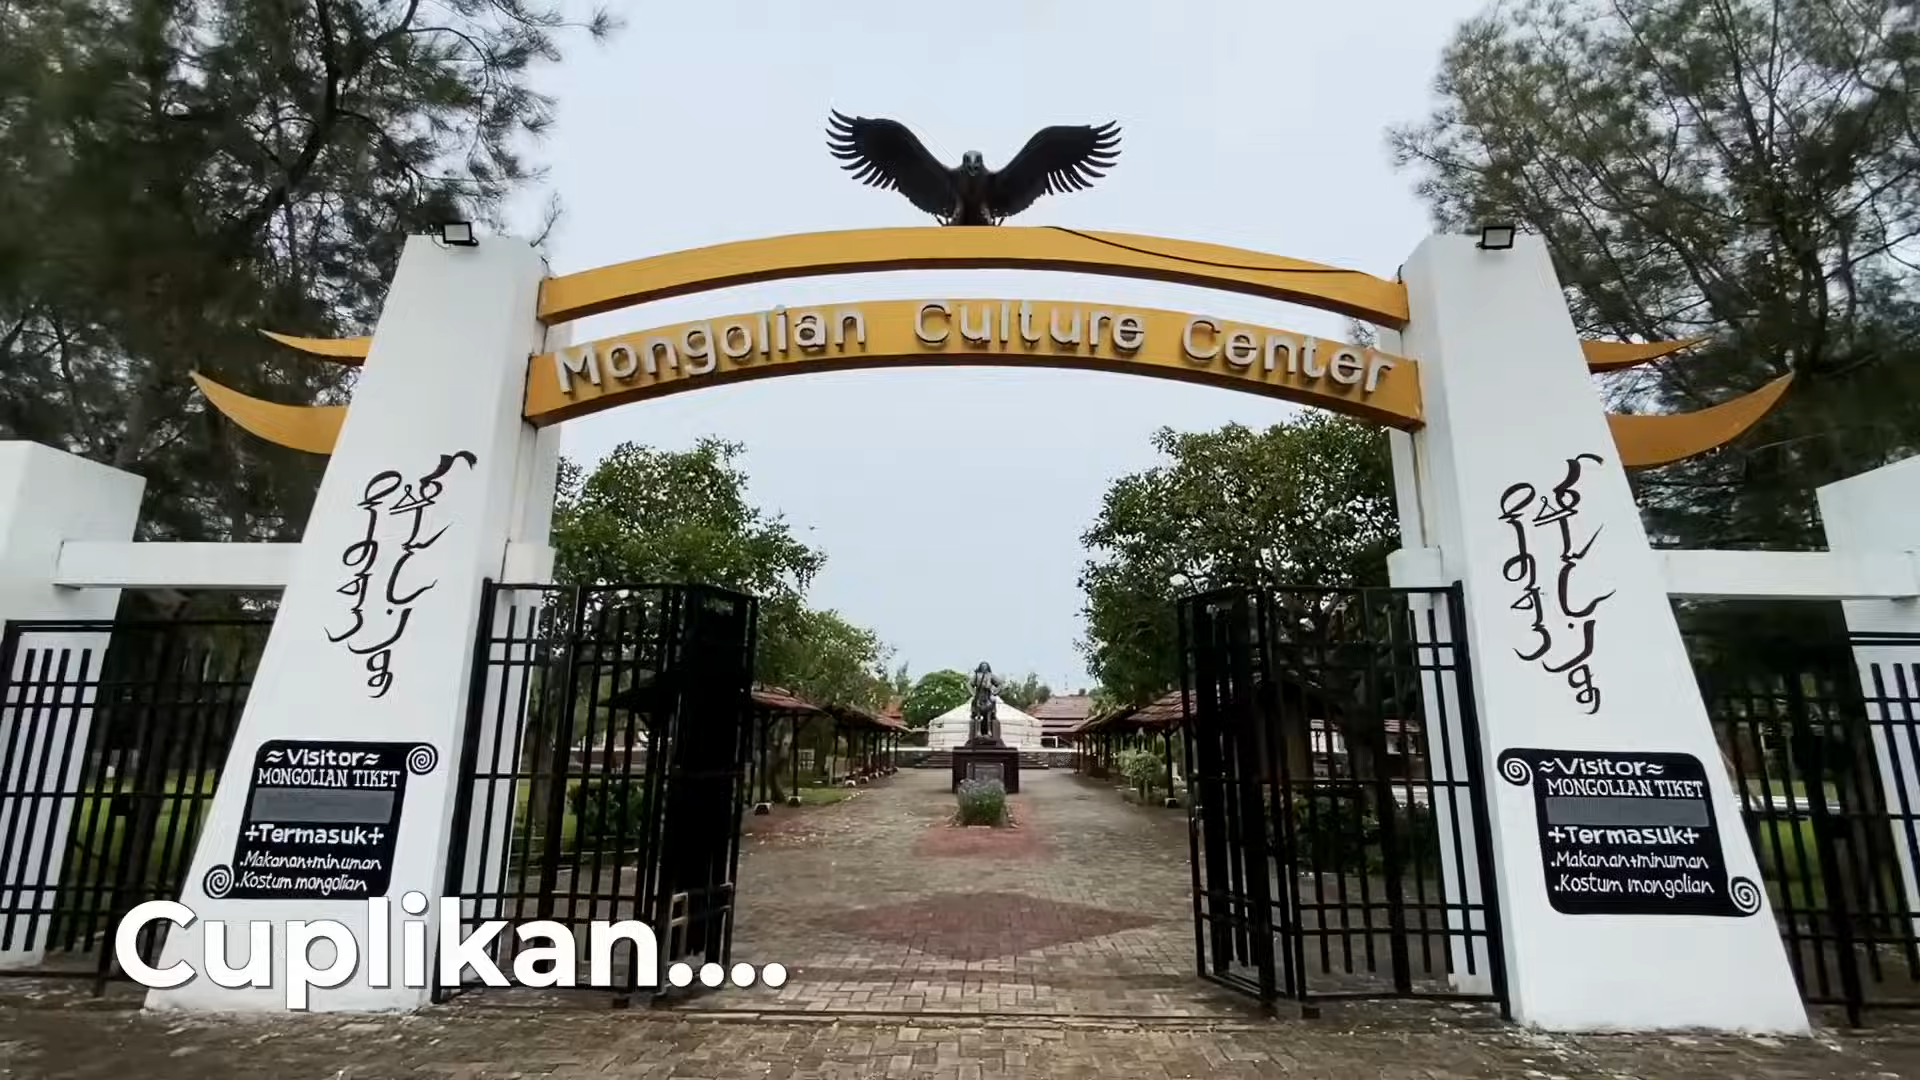 Mongolian Culture Center
≈Visitor≈
MONGOLIAN TIKET
+Termasuk+
.Makanan+minuman
.Kostum mongolian
≈Visitor≈
MONGOLIAN TIKET
+Termasuk+
.Makanan+minuman
.Kostum mongolian
Cuplikan....